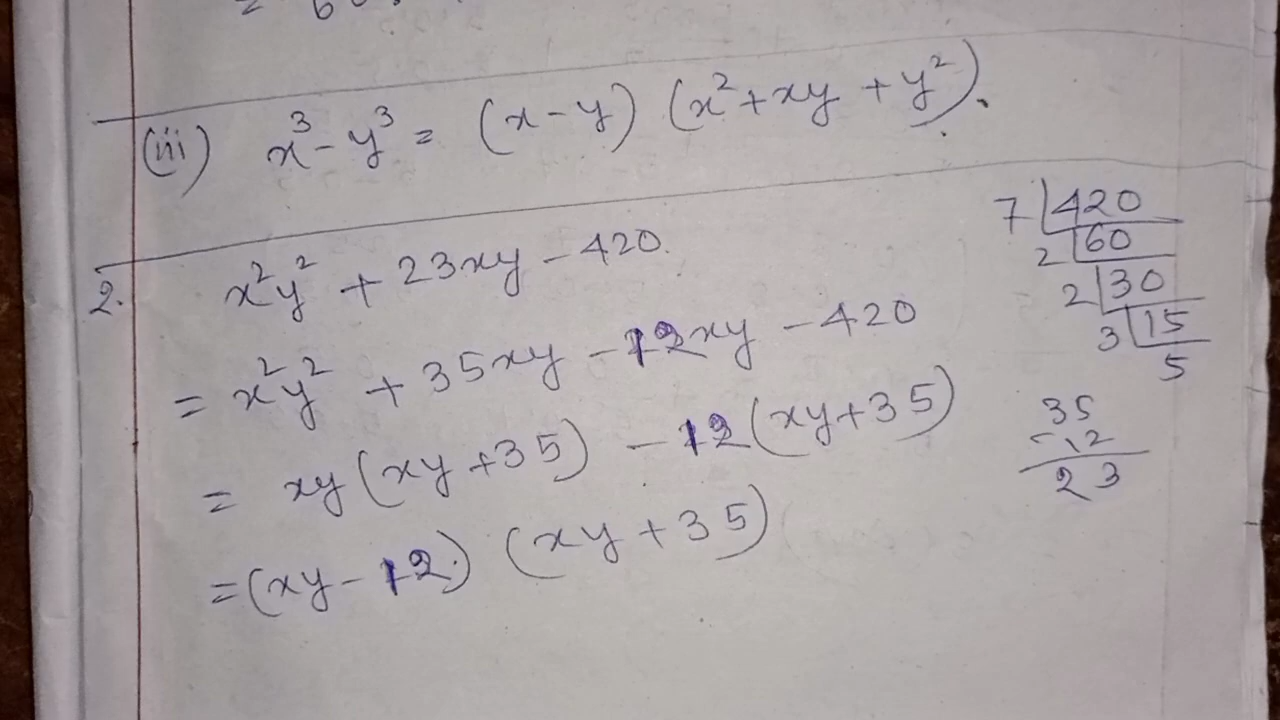 (iii) x³ - y³ = (x - y) (x² + xy + y²).
2. x²y² + 23xy - 420.
= x²y² + 35xy - 12xy - 420
= xy(xy + 35) - 12(xy + 35)
= (xy - 12) (xy + 35)
7 | 420
2 | 60
2 | 30
3 | 15
5
35
- 12
23